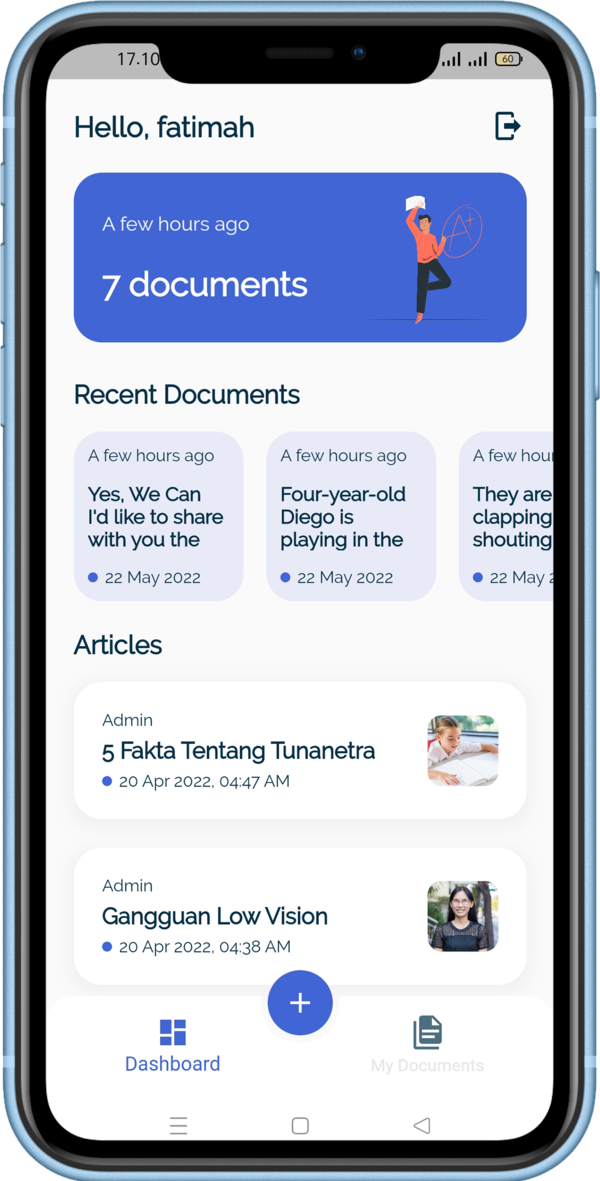 17.10
60
Hello, fatimah
A few hours ago
7 documents
A+
Recent Documents
A few hours ago
Yes, We Can
I'd like to share
with you the
22 May 2022
A few hours ago
Four-year-old
Diego is
playing in the
22 May 2022
A few hour
They are
clapping
shouting
22 May 2
Articles
Admin
5 Fakta Tentang Tunanetra
20 Apr 2022, 04:47 AM
Admin
Gangguan Low Vision
20 Apr 2022, 04:38 AM
Dashboard
My Documents